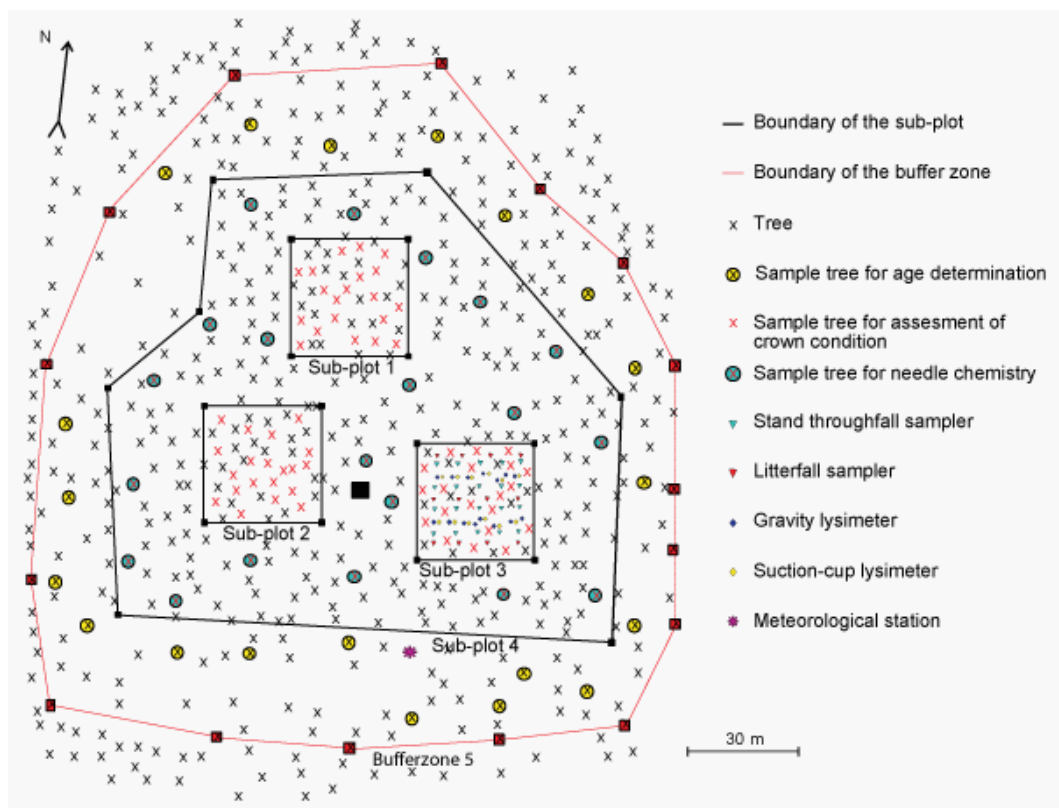 N
Sub-plot 1
Sub-plot 2
Sub-plot 3
Sub-plot 4
Bufferzone 5
Boundary of the sub-plot
Boundary of the buffer zone
Tree
Sample tree for age determination
Sample tree for assesment of
crown condition
Sample tree for needle chemistry
Stand throughfall sampler
Litterfall sampler
Gravity lysimeter
Suction-cup lysimeter
Meteorological station
30 m